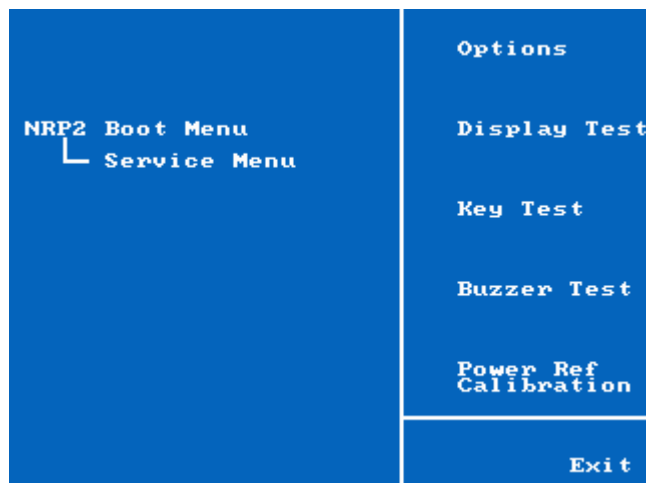 NRP2 Boot Menu
Service Menu
Options
Display Test
Key Test
Buzzer Test
Power Ref
Calibration
Exit